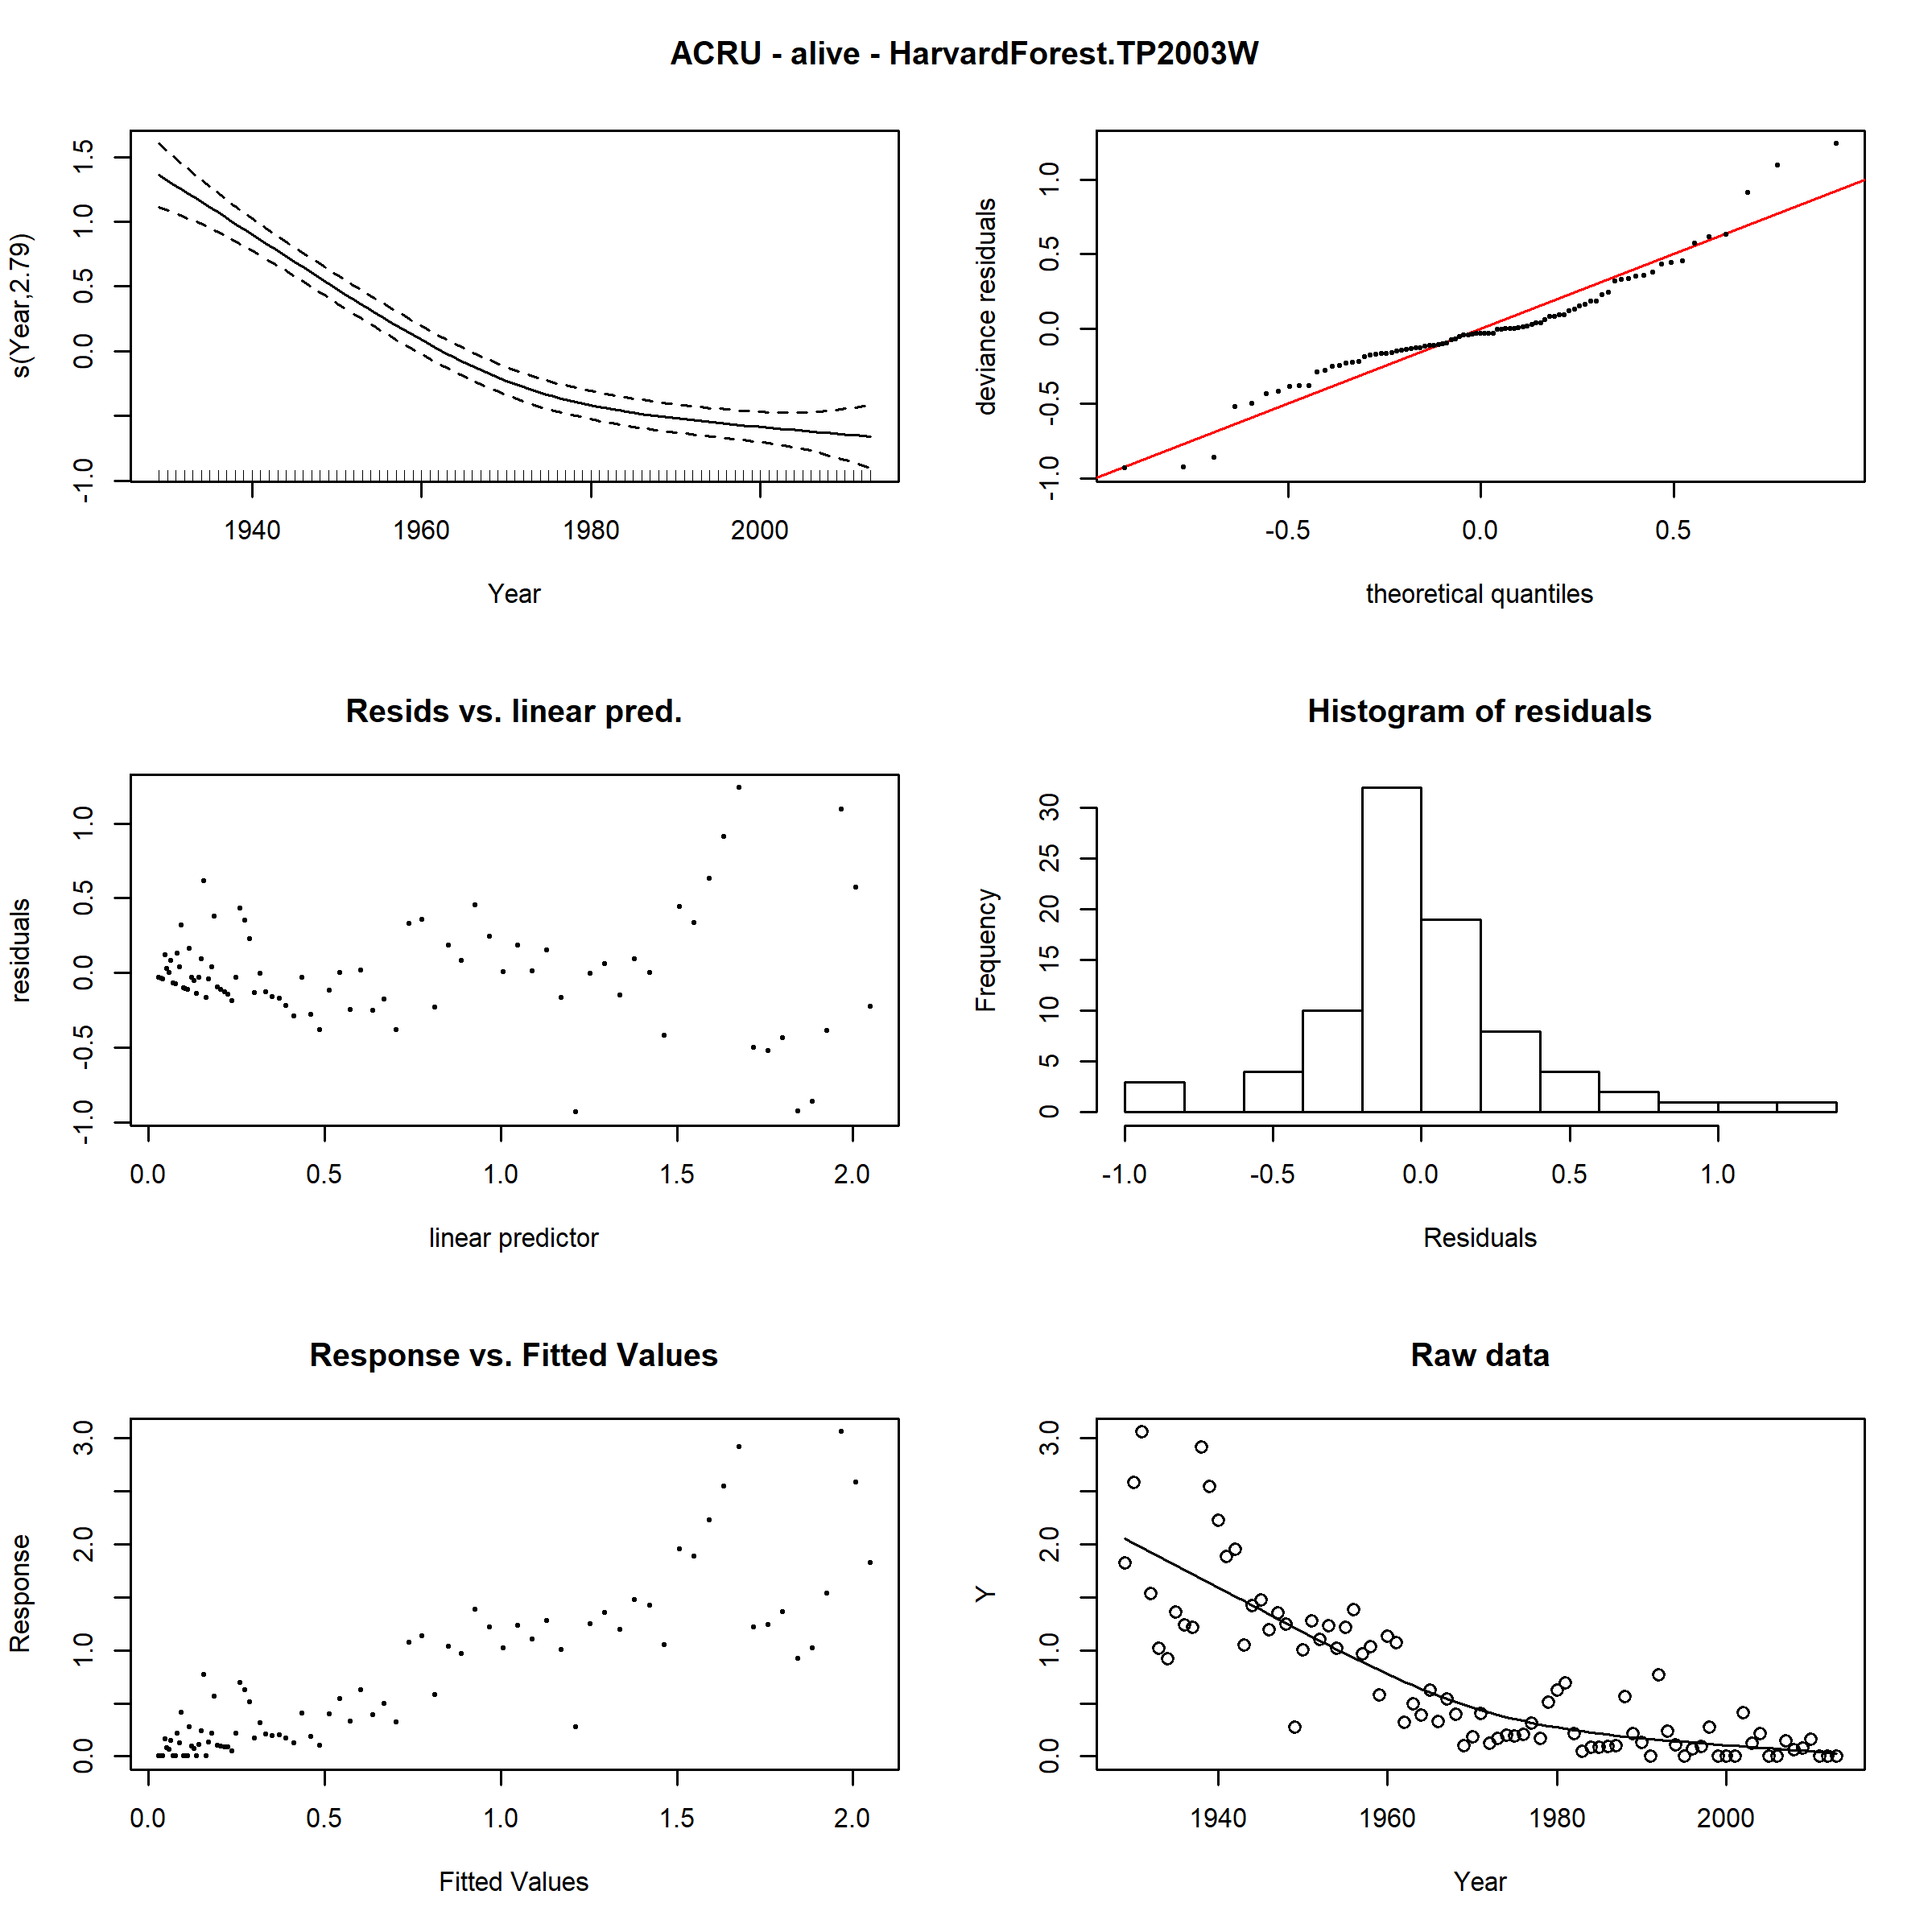 ACRU - alive - HarvardForest.TP2003W
s(Year,2.79)
-1.0 0.0 0.5 1.0 1.5
1940 1960 1980 2000
Year
deviance residuals
-1.0 -0.5 0.0 0.5 1.0
-0.5 0.0 0.5
theoretical quantiles
Resids vs. linear pred.
residuals
-1.0 -0.5 0.0 0.5 1.0
0.0 0.5 1.0 1.5 2.0
linear predictor
Histogram of residuals
Frequency
0 5 10 15 20 25 30
-1.0 -0.5 0.0 0.5 1.0
Residuals
Response vs. Fitted Values
Response
0.0 1.0 2.0 3.0
0.0 0.5 1.0 1.5 2.0
Fitted Values
Raw data
Y
0.0 1.0 2.0 3.0
1940 1960 1980 2000
Year